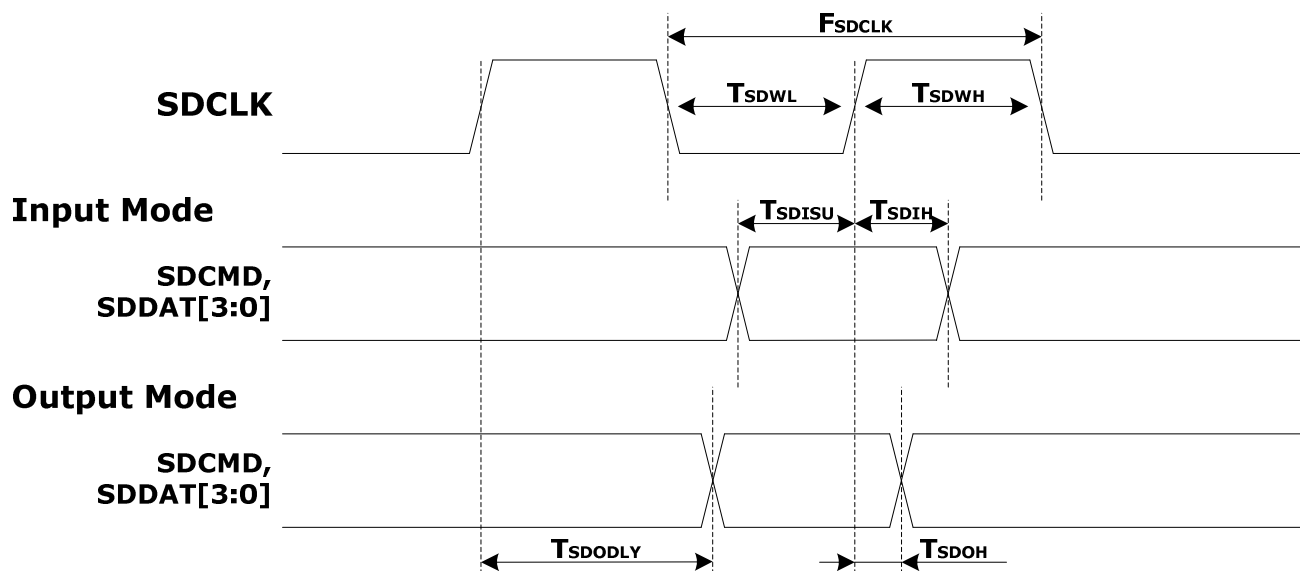 FSDCLK
SDCLK
TSDWL
TSDWH
Input Mode
TSDISU
TSDIH
SDCMD,
SDDAT[3:0]
Output Mode
SDCMD,
SDDAT[3:0]
TSDODLY
TSDOH